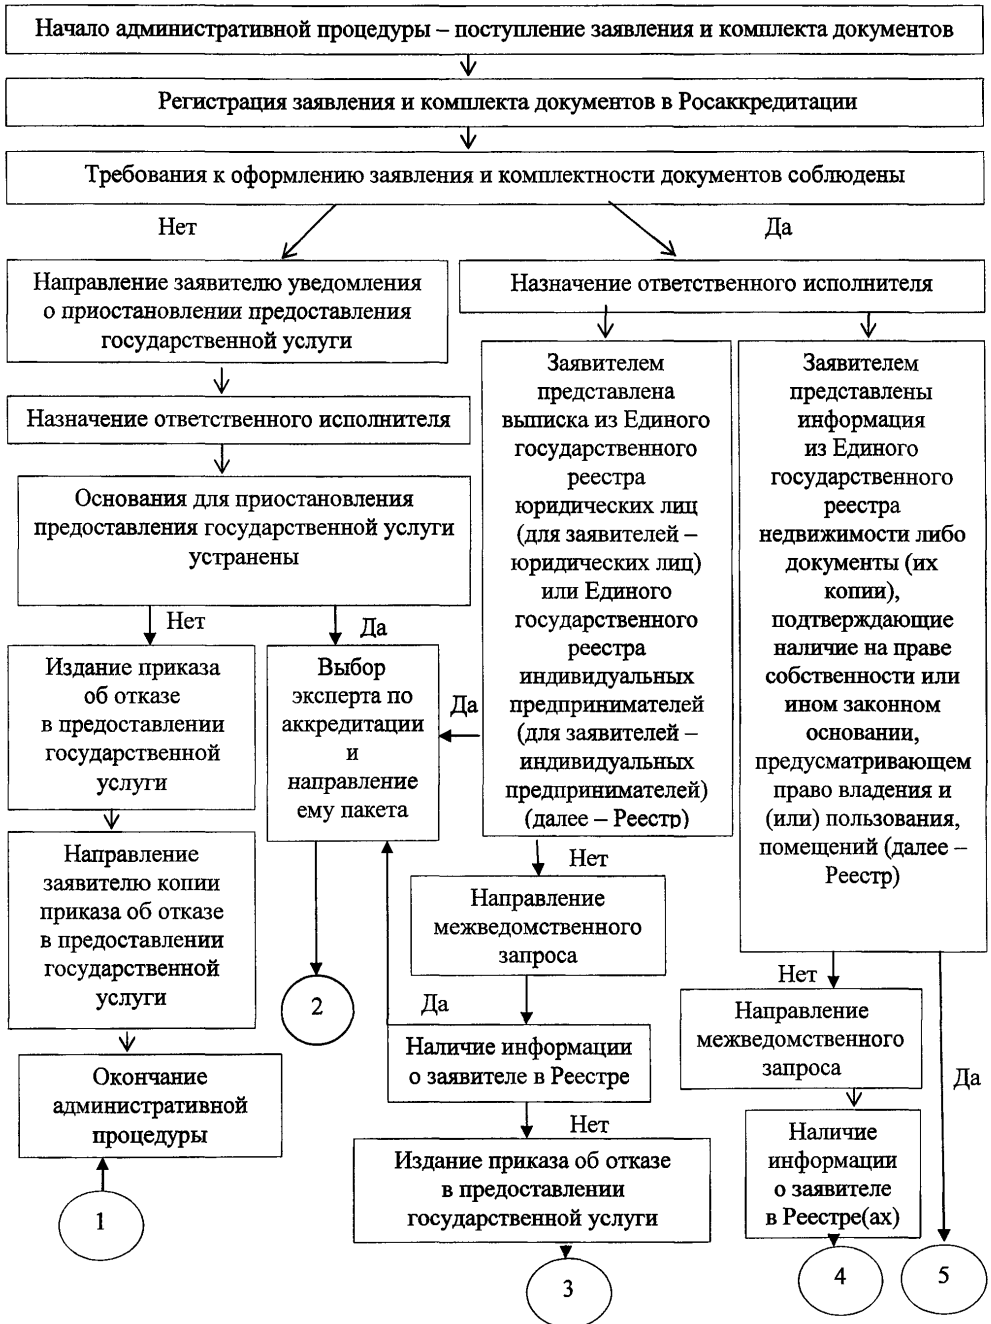 Начало административной процедуры – поступление заявления и комплекта документов
Регистрация заявления и комплекта документов в Росаккредитации
Требования к оформлению заявления и комплектности документов соблюдены
Нет
Да
Направление заявителю уведомления
о приостановлении предоставления
государственной услуги
Назначение ответственного исполнителя
Назначение ответственного исполнителя
Основания для приостановления
предоставления государственной услуги
устранены
Нет
Да
Издание приказа
об отказе
в предоставлении
государственной
услуги
Направление
заявителю копии
приказа об отказе
в предоставлении
государственной
услуги
Окончание
административной
процедуры
1
Выбор
эксперта по
аккредитации
и
направление
ему пакета
2
Заявителем
представлена
выписка из Единого
государственного
реестра
юридических лиц
(для заявителей –
юридических лиц)
или Единого
государственного
реестра
индивидуальных
предпринимателей
(для заявителей –
индивидуальных
предпринимателей)
(далее – Реестр)
Да
Нет
Направление
межведомственного
запроса
Да
Наличие информации
о заявителе в Реестре
Нет
Издание приказа об отказе
в предоставлении
государственной услуги
3
Заявителем
представлены
информация
из Единого
государственного
реестра
недвижимости либо
документы (их
копии),
подтверждающие
наличие на праве
собственности или
ином законном
основании,
предусматривающем
право владения и
(или) пользования,
помещений (далее –
Реестр)
Нет
Направление
межведомственного
запроса
Да
Наличие
информации
о заявителе
в Реестре(ах)
4
5